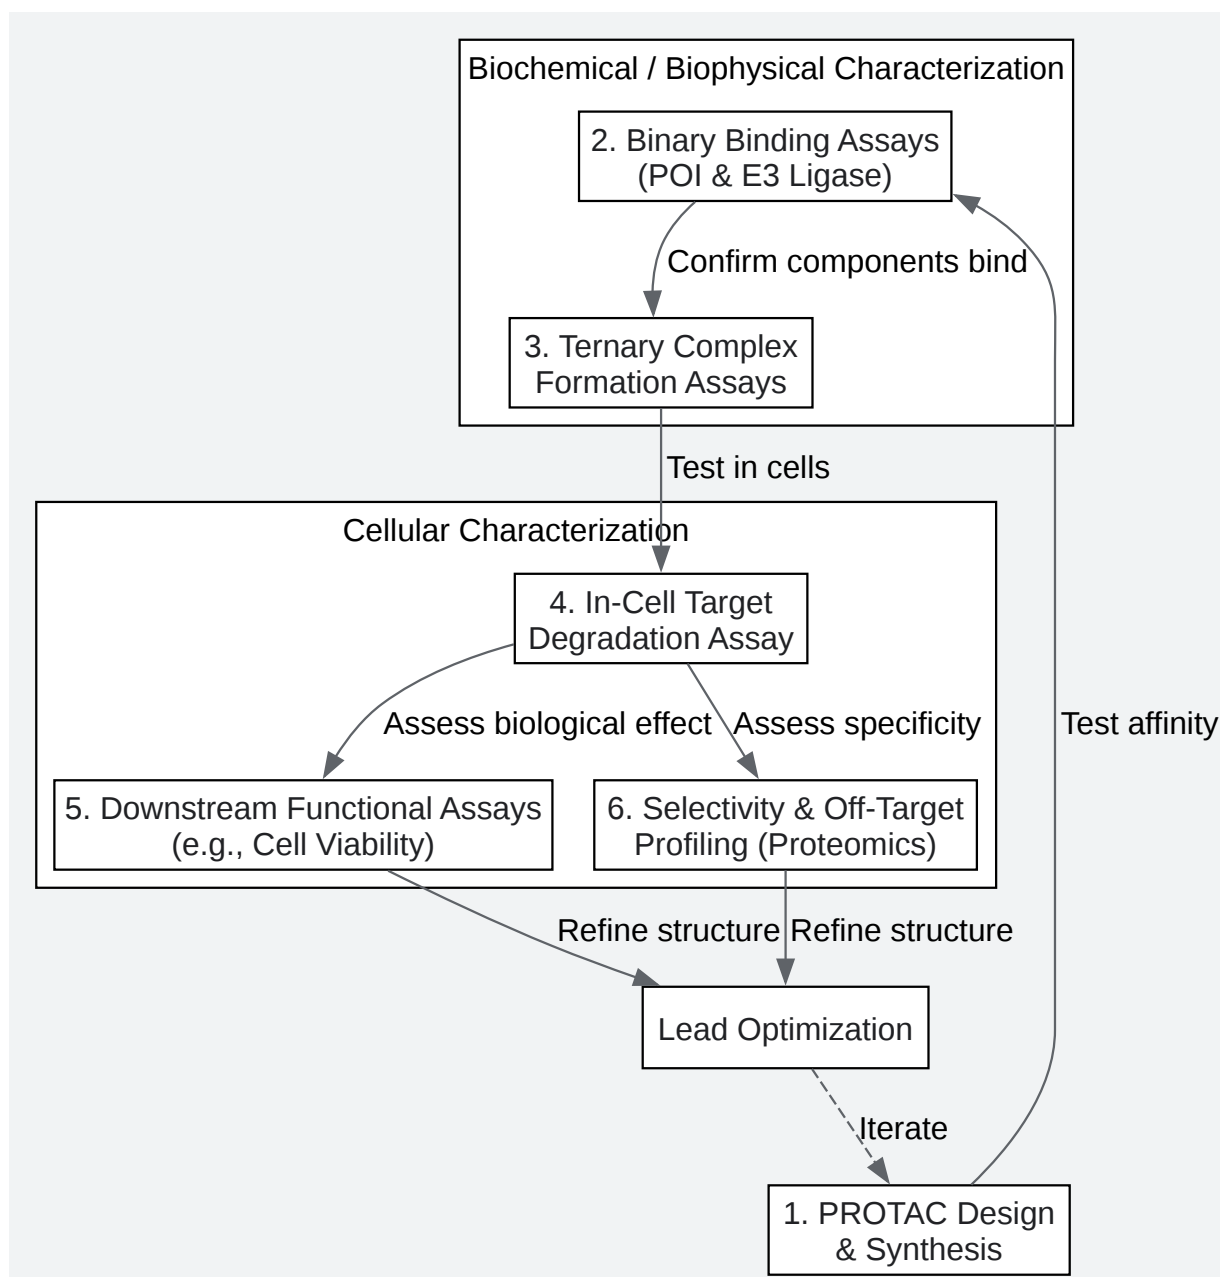 Biochemical / Biophysical Characterization
2. Binary Binding Assays
(POI & E3 Ligase)
Confirm components bind
3. Ternary Complex
Formation Assays
Test in cells
Cellular Characterization
4. In-Cell Target
Degradation Assay
Assess biological effect
Assess specificity
Test affinity
5. Downstream Functional Assays
(e.g., Cell Viability)
6. Selectivity & Off-Target
Profiling (Proteomics)
Refine structure
Refine structure
Lead Optimization
Iterate
1. PROTAC Design
& Synthesis